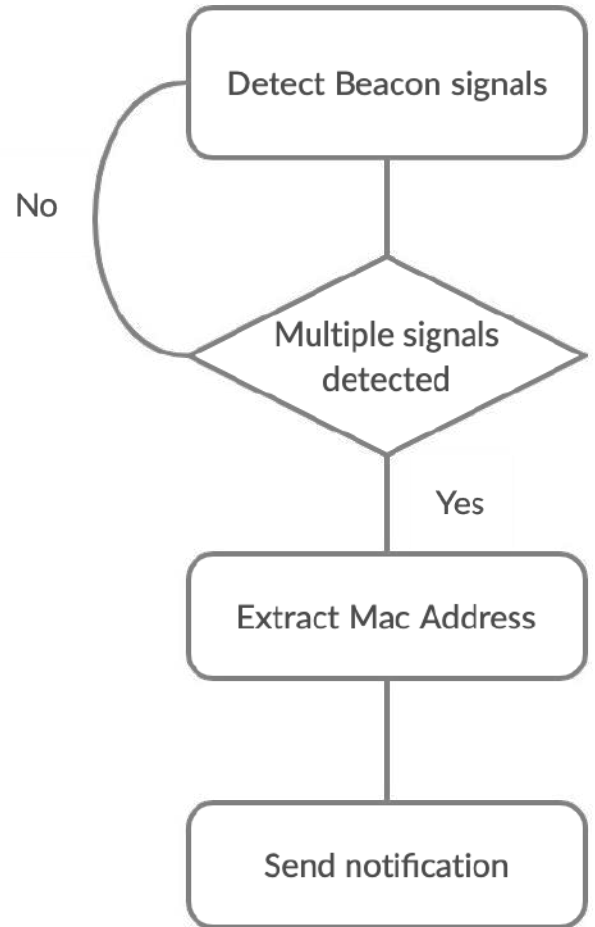 Detect Beacon signals
No
Multiple signals
detected
Yes
Extract Mac Address
Send notification